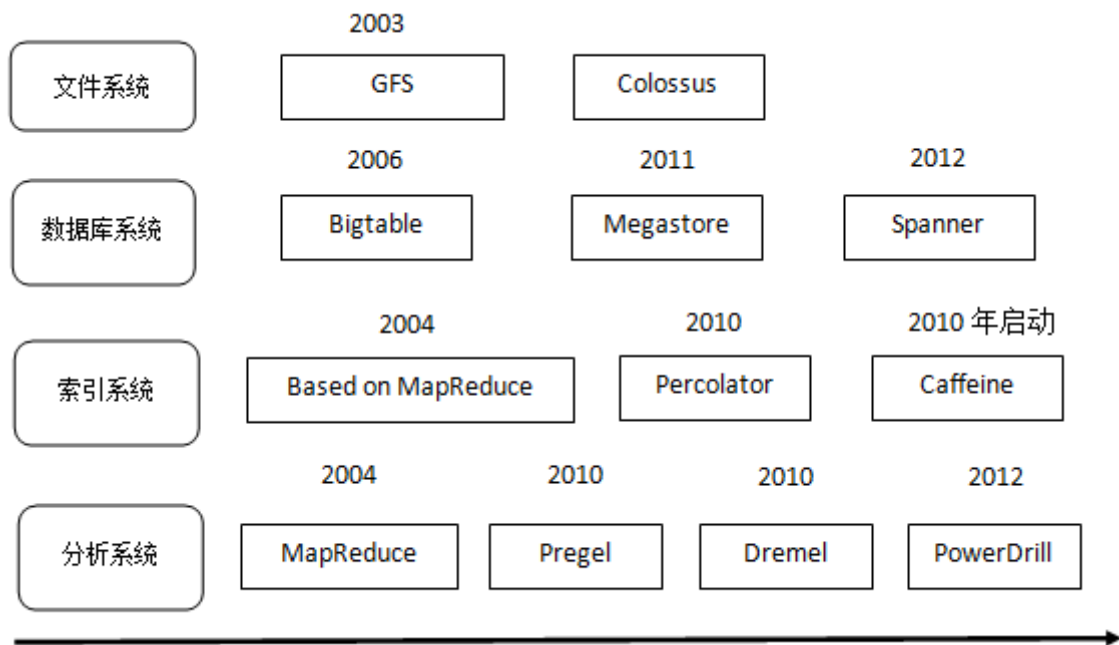 2003
文件系统 GFS Colossus
2006 2011 2012
数据库系统 Bigtable Megastore Spanner
2004 2010 2010 年启动
索引系统 Based on MapReduce Percolator Caffeine
2004 2010 2010 2012
分析系统 MapReduce Pregel Dremel PowerDrill